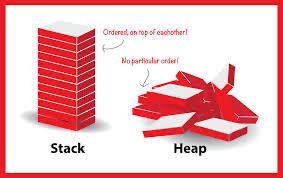 Ordered, on top of eachother!
No particular order!
Stack
Heap